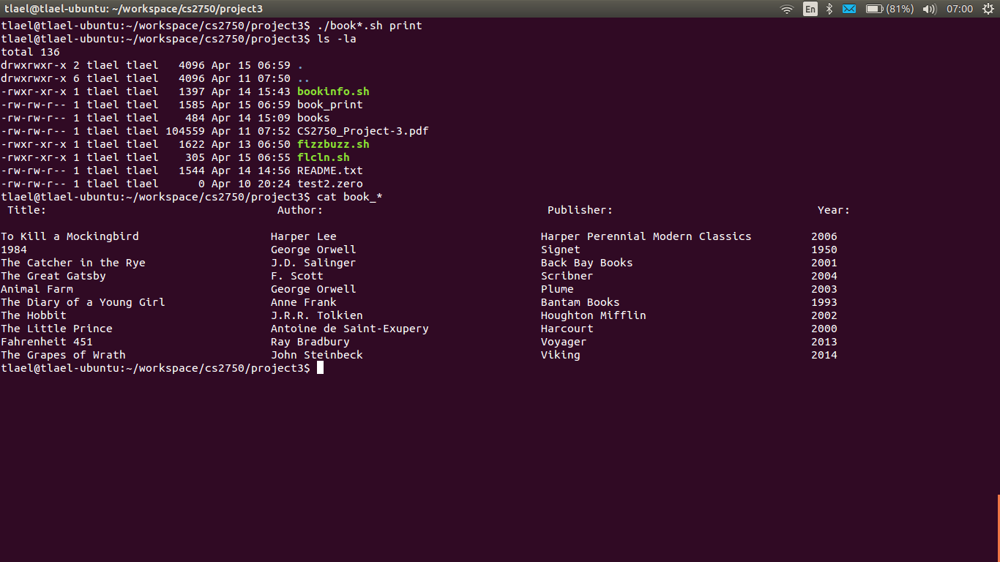 tlael@tlael-ubuntu: ~/workspace/cs2750/project3 En (81%) 07:00
tlael@tlael-ubuntu:~/workspace/cs2750/project3$ ./book*.sh print
tlael@tlael-ubuntu:~/workspace/cs2750/project3$ ls -la
total 136
drwxrwxr-x 2 tlael tlael   4096 Apr 15 06:59 .
drwxrwxr-x 6 tlael tlael   4096 Apr 11 07:50 ..
-rwxr-xr-x 1 tlael tlael   1397 Apr 14 15:43 bookinfo.sh
-rw-rw-r-- 1 tlael tlael   1585 Apr 15 06:59 book_print
-rw-rw-r-- 1 tlael tlael    484 Apr 14 15:09 books
-rw-rw-r-- 1 tlael tlael 104559 Apr 11 07:52 CS2750_Project-3.pdf
-rwxr-xr-x 1 tlael tlael   1622 Apr 13 06:50 fizzbuzz.sh
-rwxr-xr-x 1 tlael tlael    305 Apr 15 06:55 flcln.sh
-rw-rw-r-- 1 tlael tlael   1544 Apr 14 14:56 README.txt
-rw-rw-r-- 1 tlael tlael      0 Apr 10 20:24 test2.zero
tlael@tlael-ubuntu:~/workspace/cs2750/project3$ cat book_*
 Title:                                   Author:                                  Publisher:                               Year:

To Kill a Mockingbird                    Harper Lee                               Harper Perennial Modern Classics         2006
1984                                     George Orwell                            Signet                                   1950
The Catcher in the Rye                   J.D. Salinger                            Back Bay Books                           2001
The Great Gatsby                         F. Scott                                 Scribner                                 2004
Animal Farm                              George Orwell                            Plume                                    2003
The Diary of a Young Girl                Anne Frank                               Bantam Books                             1993
The Hobbit                               J.R.R. Tolkien                           Houghton Mifflin                         2002
The Little Prince                        Antoine de Saint-Exupery                 Harcourt                                 2000
Fahrenheit 451                           Ray Bradbury                             Voyager                                  2013
The Grapes of Wrath                      John Steinbeck                           Viking                                   2014
tlael@tlael-ubuntu:~/workspace/cs2750/project3$